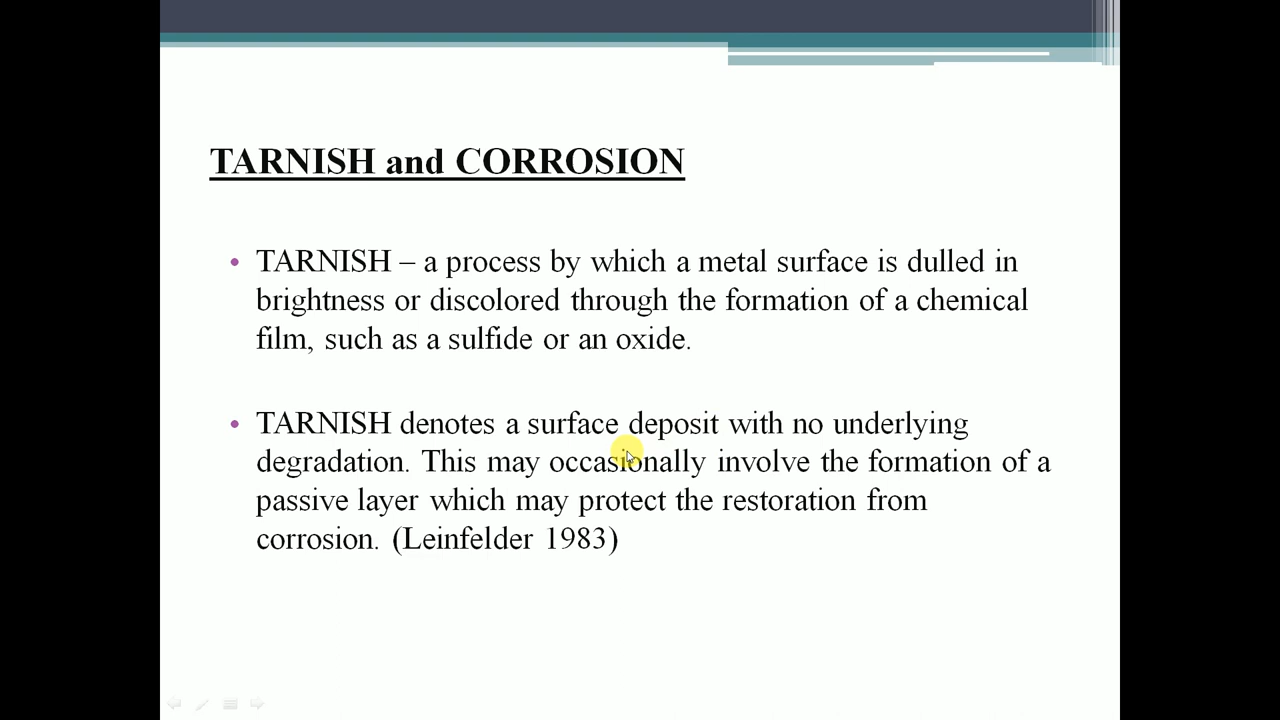 TARNISH and CORROSION
• TARNISH – a process by which a metal surface is dulled in
brightness or discolored through the formation of a chemical
film, such as a sulfide or an oxide.
• TARNISH denotes a surface deposit with no underlying
degradation. This may occasionally involve the formation of a
passive layer which may protect the restoration from
corrosion. (Leinfelder 1983)